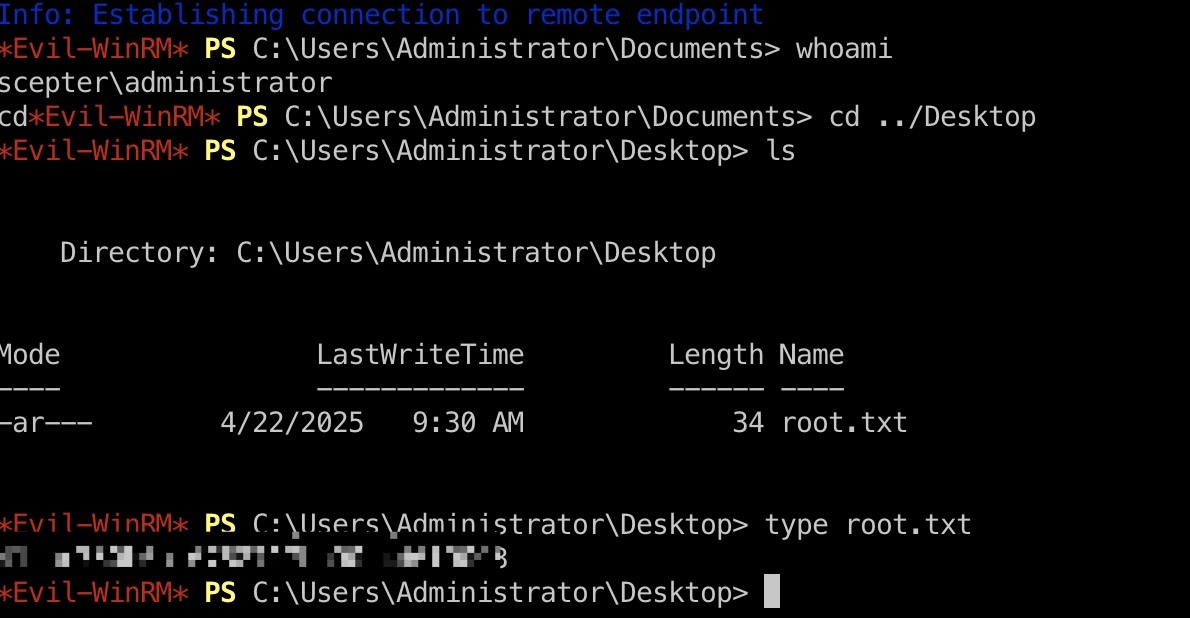 Info: Establishing connection to remote endpoint
*Evil-WinRM* PS C:\Users\Administrator\Documents> whoami
scepter\administrator
cd*Evil-WinRM* PS C:\Users\Administrator\Documents> cd ../Desktop
*Evil-WinRM* PS C:\Users\Administrator\Desktop> ls
Directory: C:\Users\Administrator\Desktop
Mode LastWriteTime Length Name
---- ------------- ------ ----
-ar--- 4/22/2025 9:30 AM 34 root.txt
*Evil-WinRM* PS C:\Users\Administrator\Desktop> type root.txt
*Evil-WinRM* PS C:\Users\Administrator\Desktop>